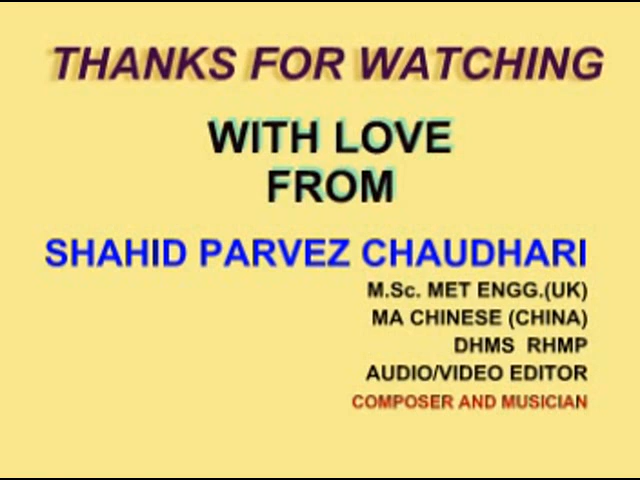 THANKS FOR WATCHING
WITH LOVE
FROM
SHAHID PARVEZ CHAUDHARI
M.Sc. MET ENGG.(UK)
MA CHINESE (CHINA)
DHMS RHMP
AUDIO/VIDEO EDITOR
COMPOSER AND MUSICIAN